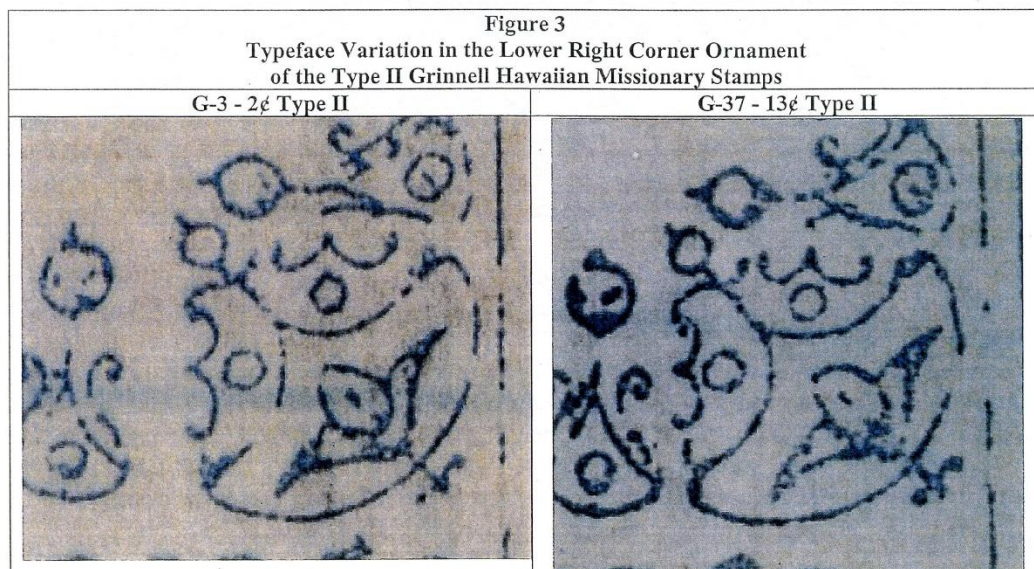 Figure 3
Typeface Variation in the Lower Right Corner Ornament
of the Type II Grinnell Hawaiian Missionary Stamps
G-3 - 2¢ Type II
G-37 - 13¢ Type II